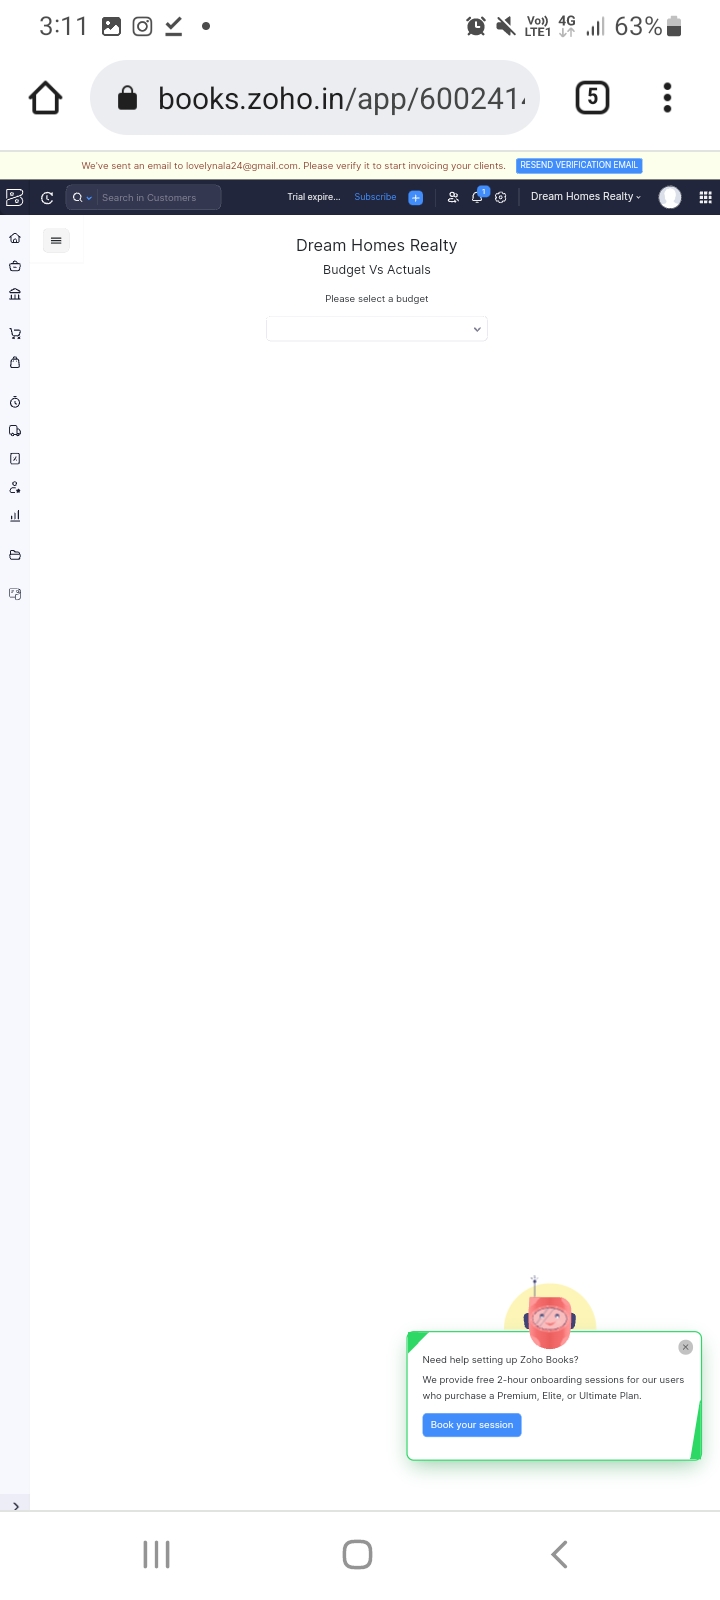 3:11
Vo)) LTE1
4G
63%
books.zoho.in/app/600241
5
We've sent an email to lovelynala24@gmail.com. Please verify it to start invoicing your clients.
RESEND VERIFICATION EMAIL
Search in Customers
Trial expire...
Subscribe
1
Dream Homes Realty
Dream Homes Realty
Budget Vs Actuals
Please select a budget
Need help setting up Zoho Books?
We provide free 2-hour onboarding sessions for our users
who purchase a Premium, Elite, or Ultimate Plan.
Book your session